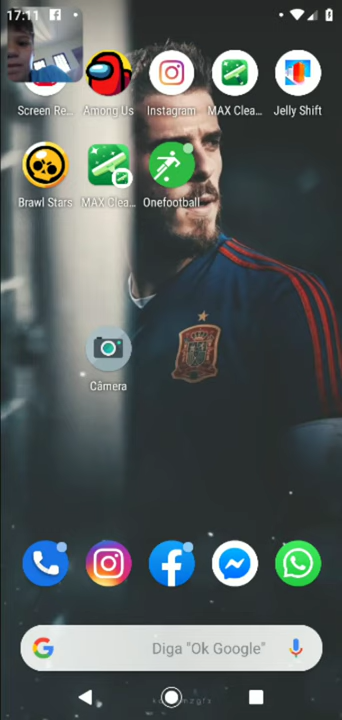 17:11
Screen Re... Among Us Instagram MAX Clea... Jelly Shift
Brawl Stars MAX Clea... Onefootball
Câmera
Diga "Ok Google"